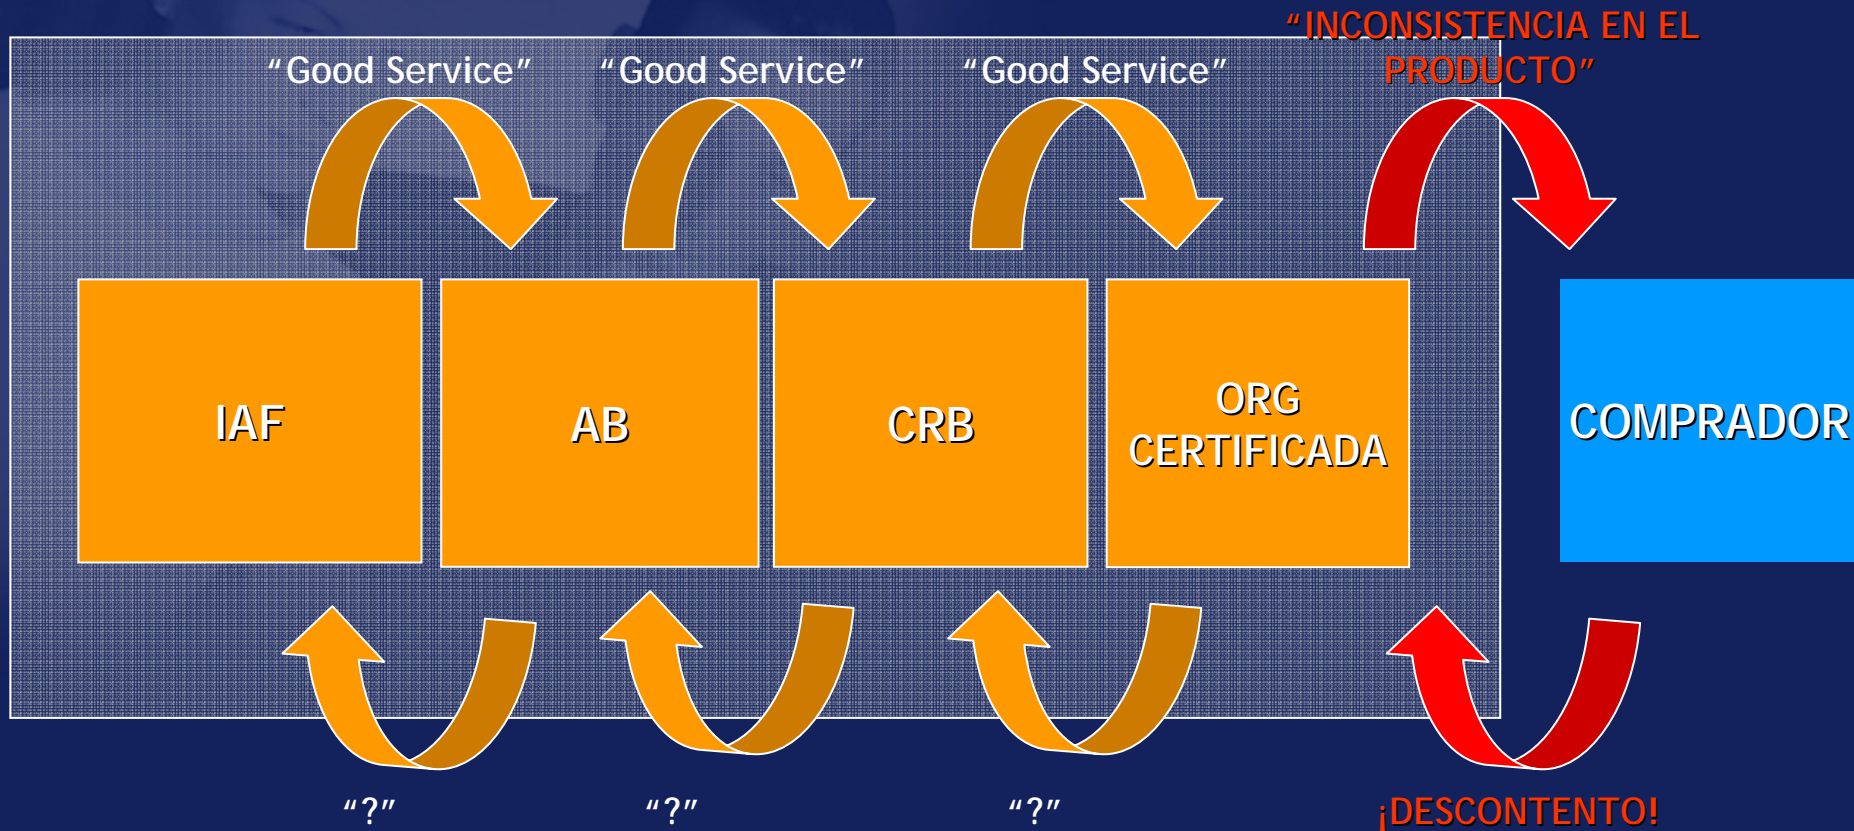 “INCONSISTENCIA EN EL
PRODUCTO”
“Good Service”
“Good Service”
“Good Service”
IAF
AB
CRB
ORG
CERTIFICADA
COMPRADOR
“?”
“?”
“?”
¡DESCONTENTO!